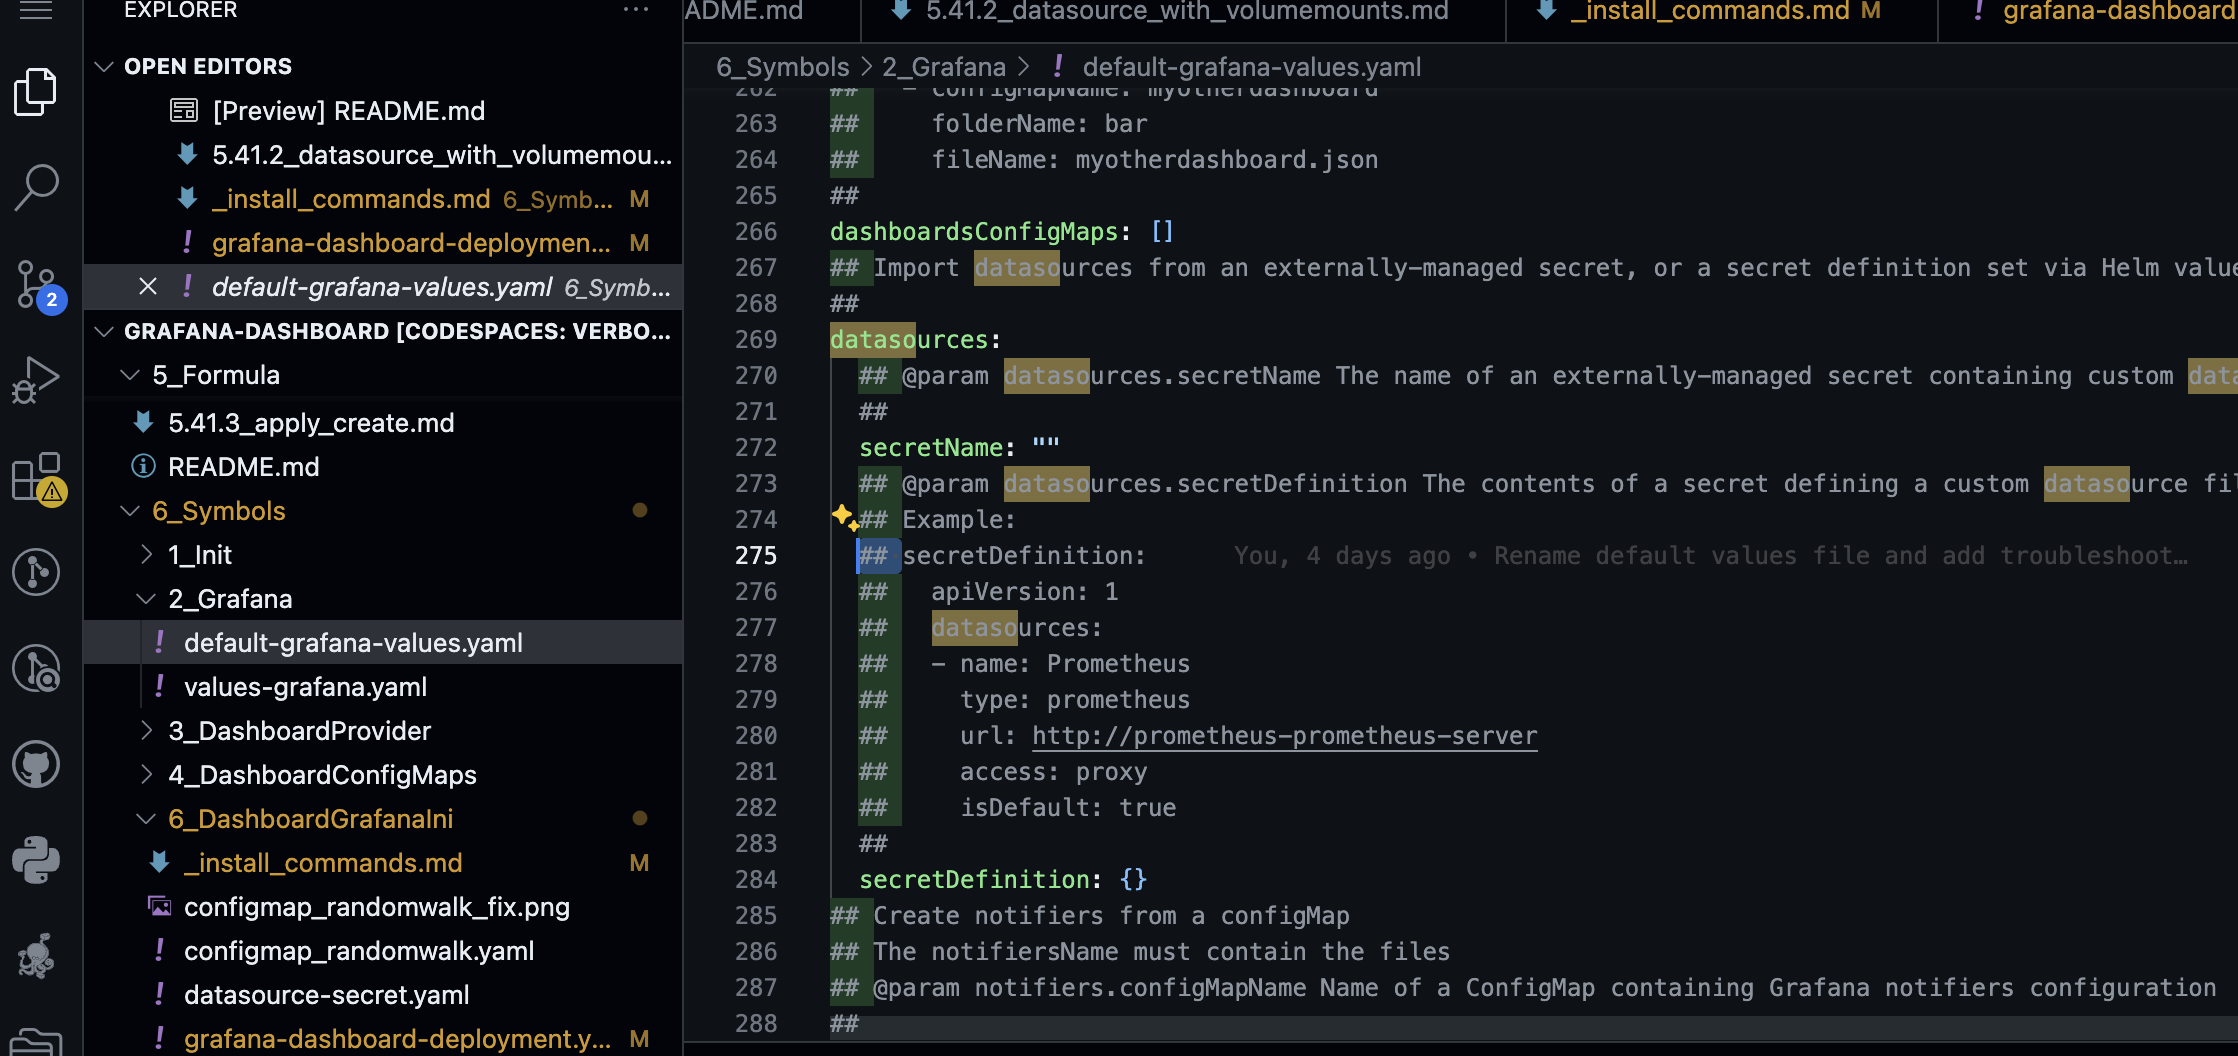 EXPLORER
···
OPEN EDITORS
[Preview] README.md
5.41.2_datasource_with_volumemou...
_install_commands.md 6_Symb... M
grafana-dashboard-deploymen... M
default-grafana-values.yaml 6_Symb...
GRAFANA-DASHBOARD [CODESPACES: VERBO...
5_Formula
5.41.3_apply_create.md
README.md
6_Symbols
1_Init
2_Grafana
default-grafana-values.yaml
values-grafana.yaml
3_DashboardProvider
4_DashboardConfigMaps
6_DashboardGrafanaIni
_install_commands.md M
configmap_randomwalk_fix.png
configmap_randomwalk.yaml
datasource-secret.yaml
grafana-dashboard-deployment.y... M
2
ADME.md
5.41.2_datasource_with_volumemounts.md
_install_commands.md M
! grafana-dashboard
6_Symbols > 2_Grafana > ! default-grafana-values.yaml
262 ##   - configMapName: myotherdashboard
263 ##     folderName: bar
264 ##     fileName: myotherdashboard.json
265 ##
266 dashboardsConfigMaps: []
267 ## Import datasources from an externally-managed secret, or a secret definition set via Helm value
268 ##
269 datasources:
270   ## @param datasources.secretName The name of an externally-managed secret containing custom data
271   ##
272   secretName: ""
273   ## @param datasources.secretDefinition The contents of a secret defining a custom datasource fil
274   ## Example:
275   ## secretDefinition: You, 4 days ago • Rename default values file and add troubleshoot…
276   ##   apiVersion: 1
277   ##   datasources:
278   ##   - name: Prometheus
279   ##     type: prometheus
280   ##     url: http://prometheus-prometheus-server
281   ##     access: proxy
282   ##     isDefault: true
283   ##
284   secretDefinition: {}
285 ## Create notifiers from a configMap
286 ## The notifiersName must contain the files
287 ## @param notifiers.configMapName Name of a ConfigMap containing Grafana notifiers configuration
288 ##